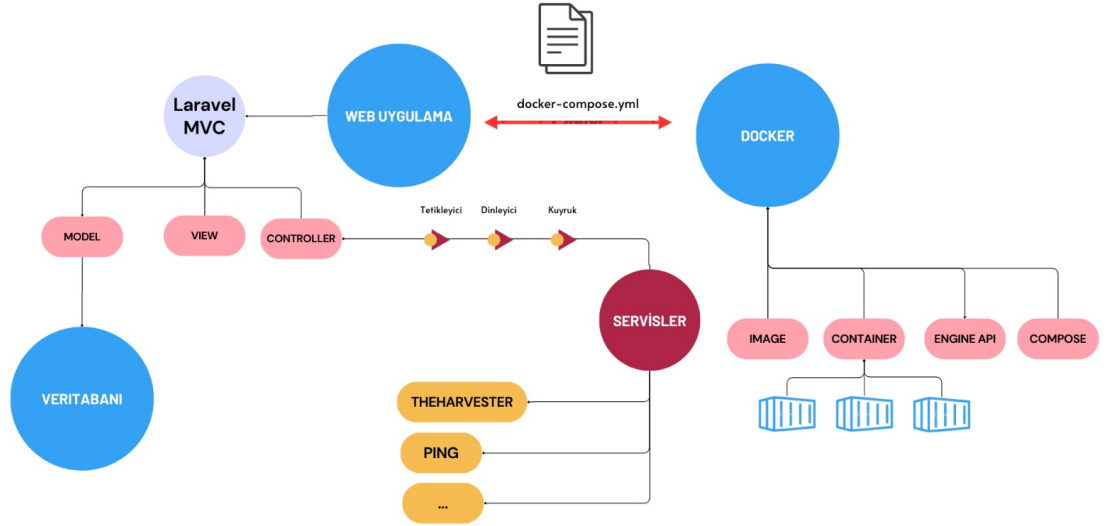 docker-compose.yml
Laravel
MVC
WEB UYGULAMA
DOCKER
MODEL
VIEW
CONTROLLER
Tetikleyici
Dinleyici
Kuyruk
SERVİSLER
IMAGE
CONTAINER
ENGINE API
COMPOSE
VERITABANI
THEHARVESTER
PING
...